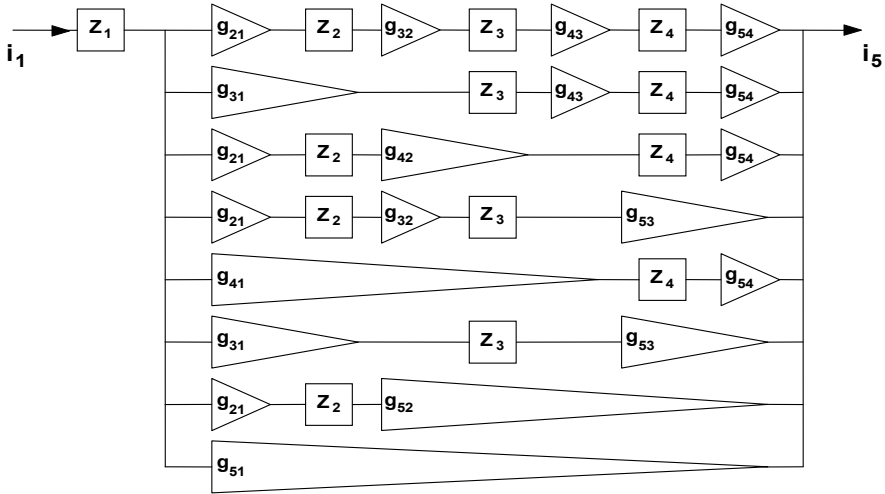 Z1 g21 Z2 g32 Z3 g43 Z4 g54
i1 i5
g31 Z3 g43 Z4 g54
g21 Z2 g42 Z4 g54
g21 Z2 g32 Z3 g53
g41 Z4 g54
g31 Z3 g53
g21 Z2 g52
g51